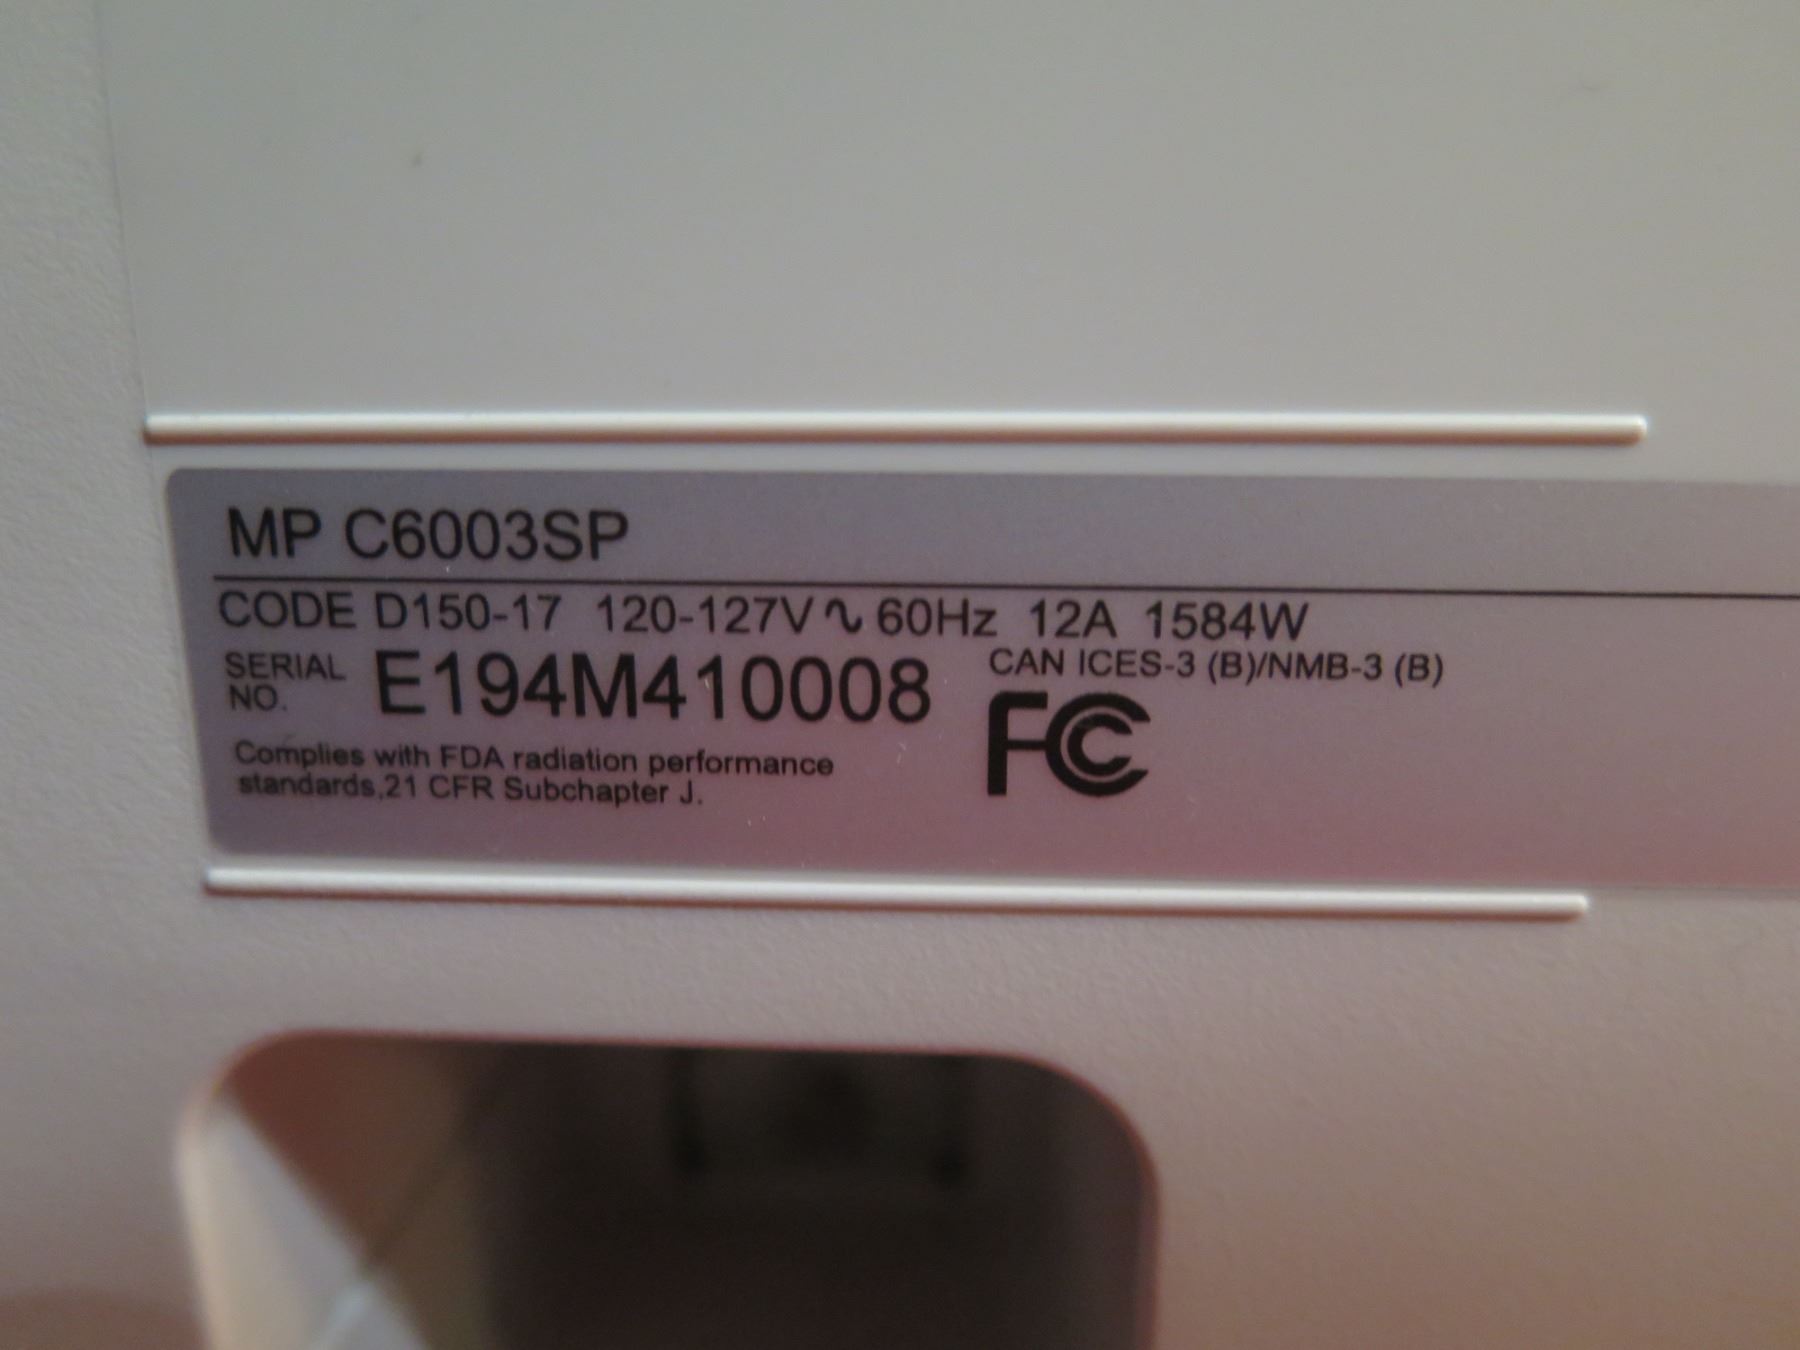 MP C6003SP
CODE D150-17 120-127V∿60Hz 12A 1584W
SERIAL NO. E194M410008
CAN ICES-3 (B)/NMB-3 (B)
FC
Complies with FDA radiation performance
standards,21 CFR Subchapter J.